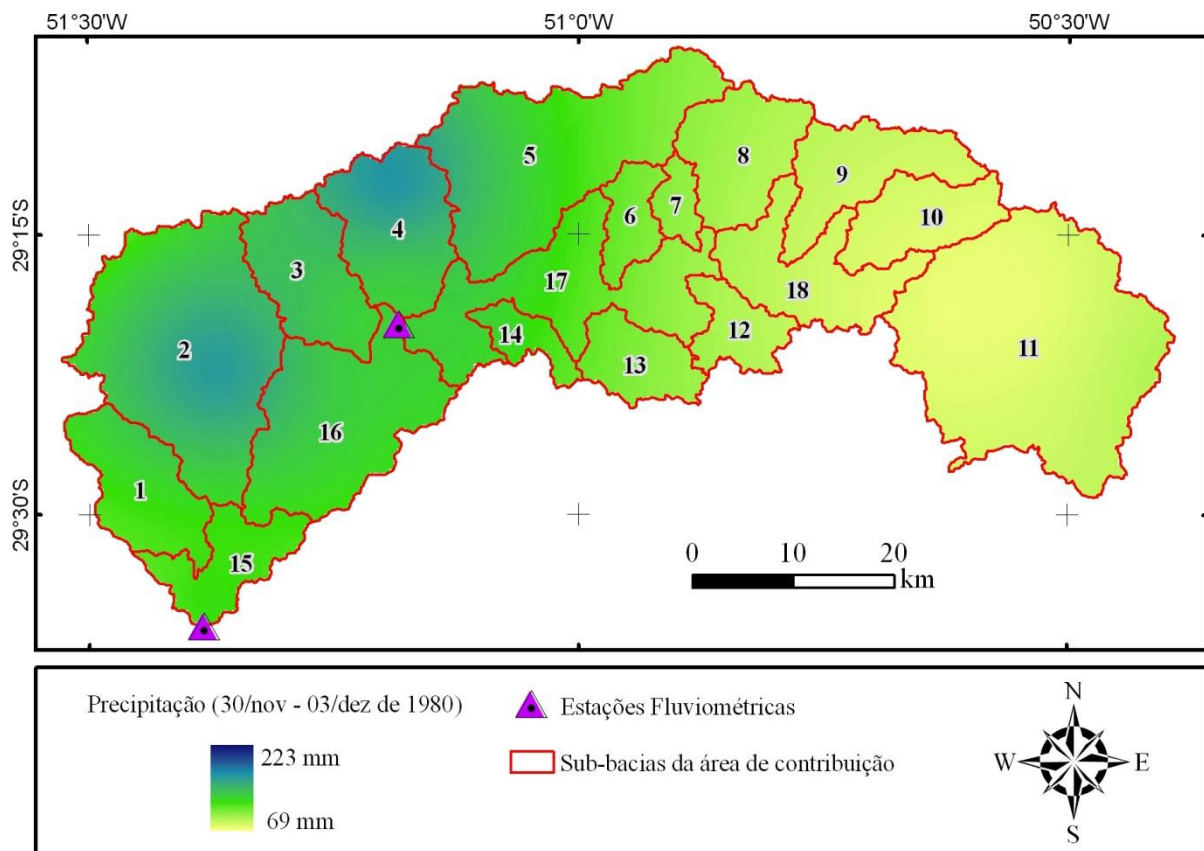 51°30'W 51°0'W 50°30'W
29°15'S
29°30'S
5
8
9
4
6
7
10
3
17
18
2
14
12
11
13
16
1
15
0 10 20
km
Precipitação (30/nov - 03/dez de 1980)
223 mm
69 mm
Estações Fluviométricas
Sub-bacias da área de contribuição
N
W E
S